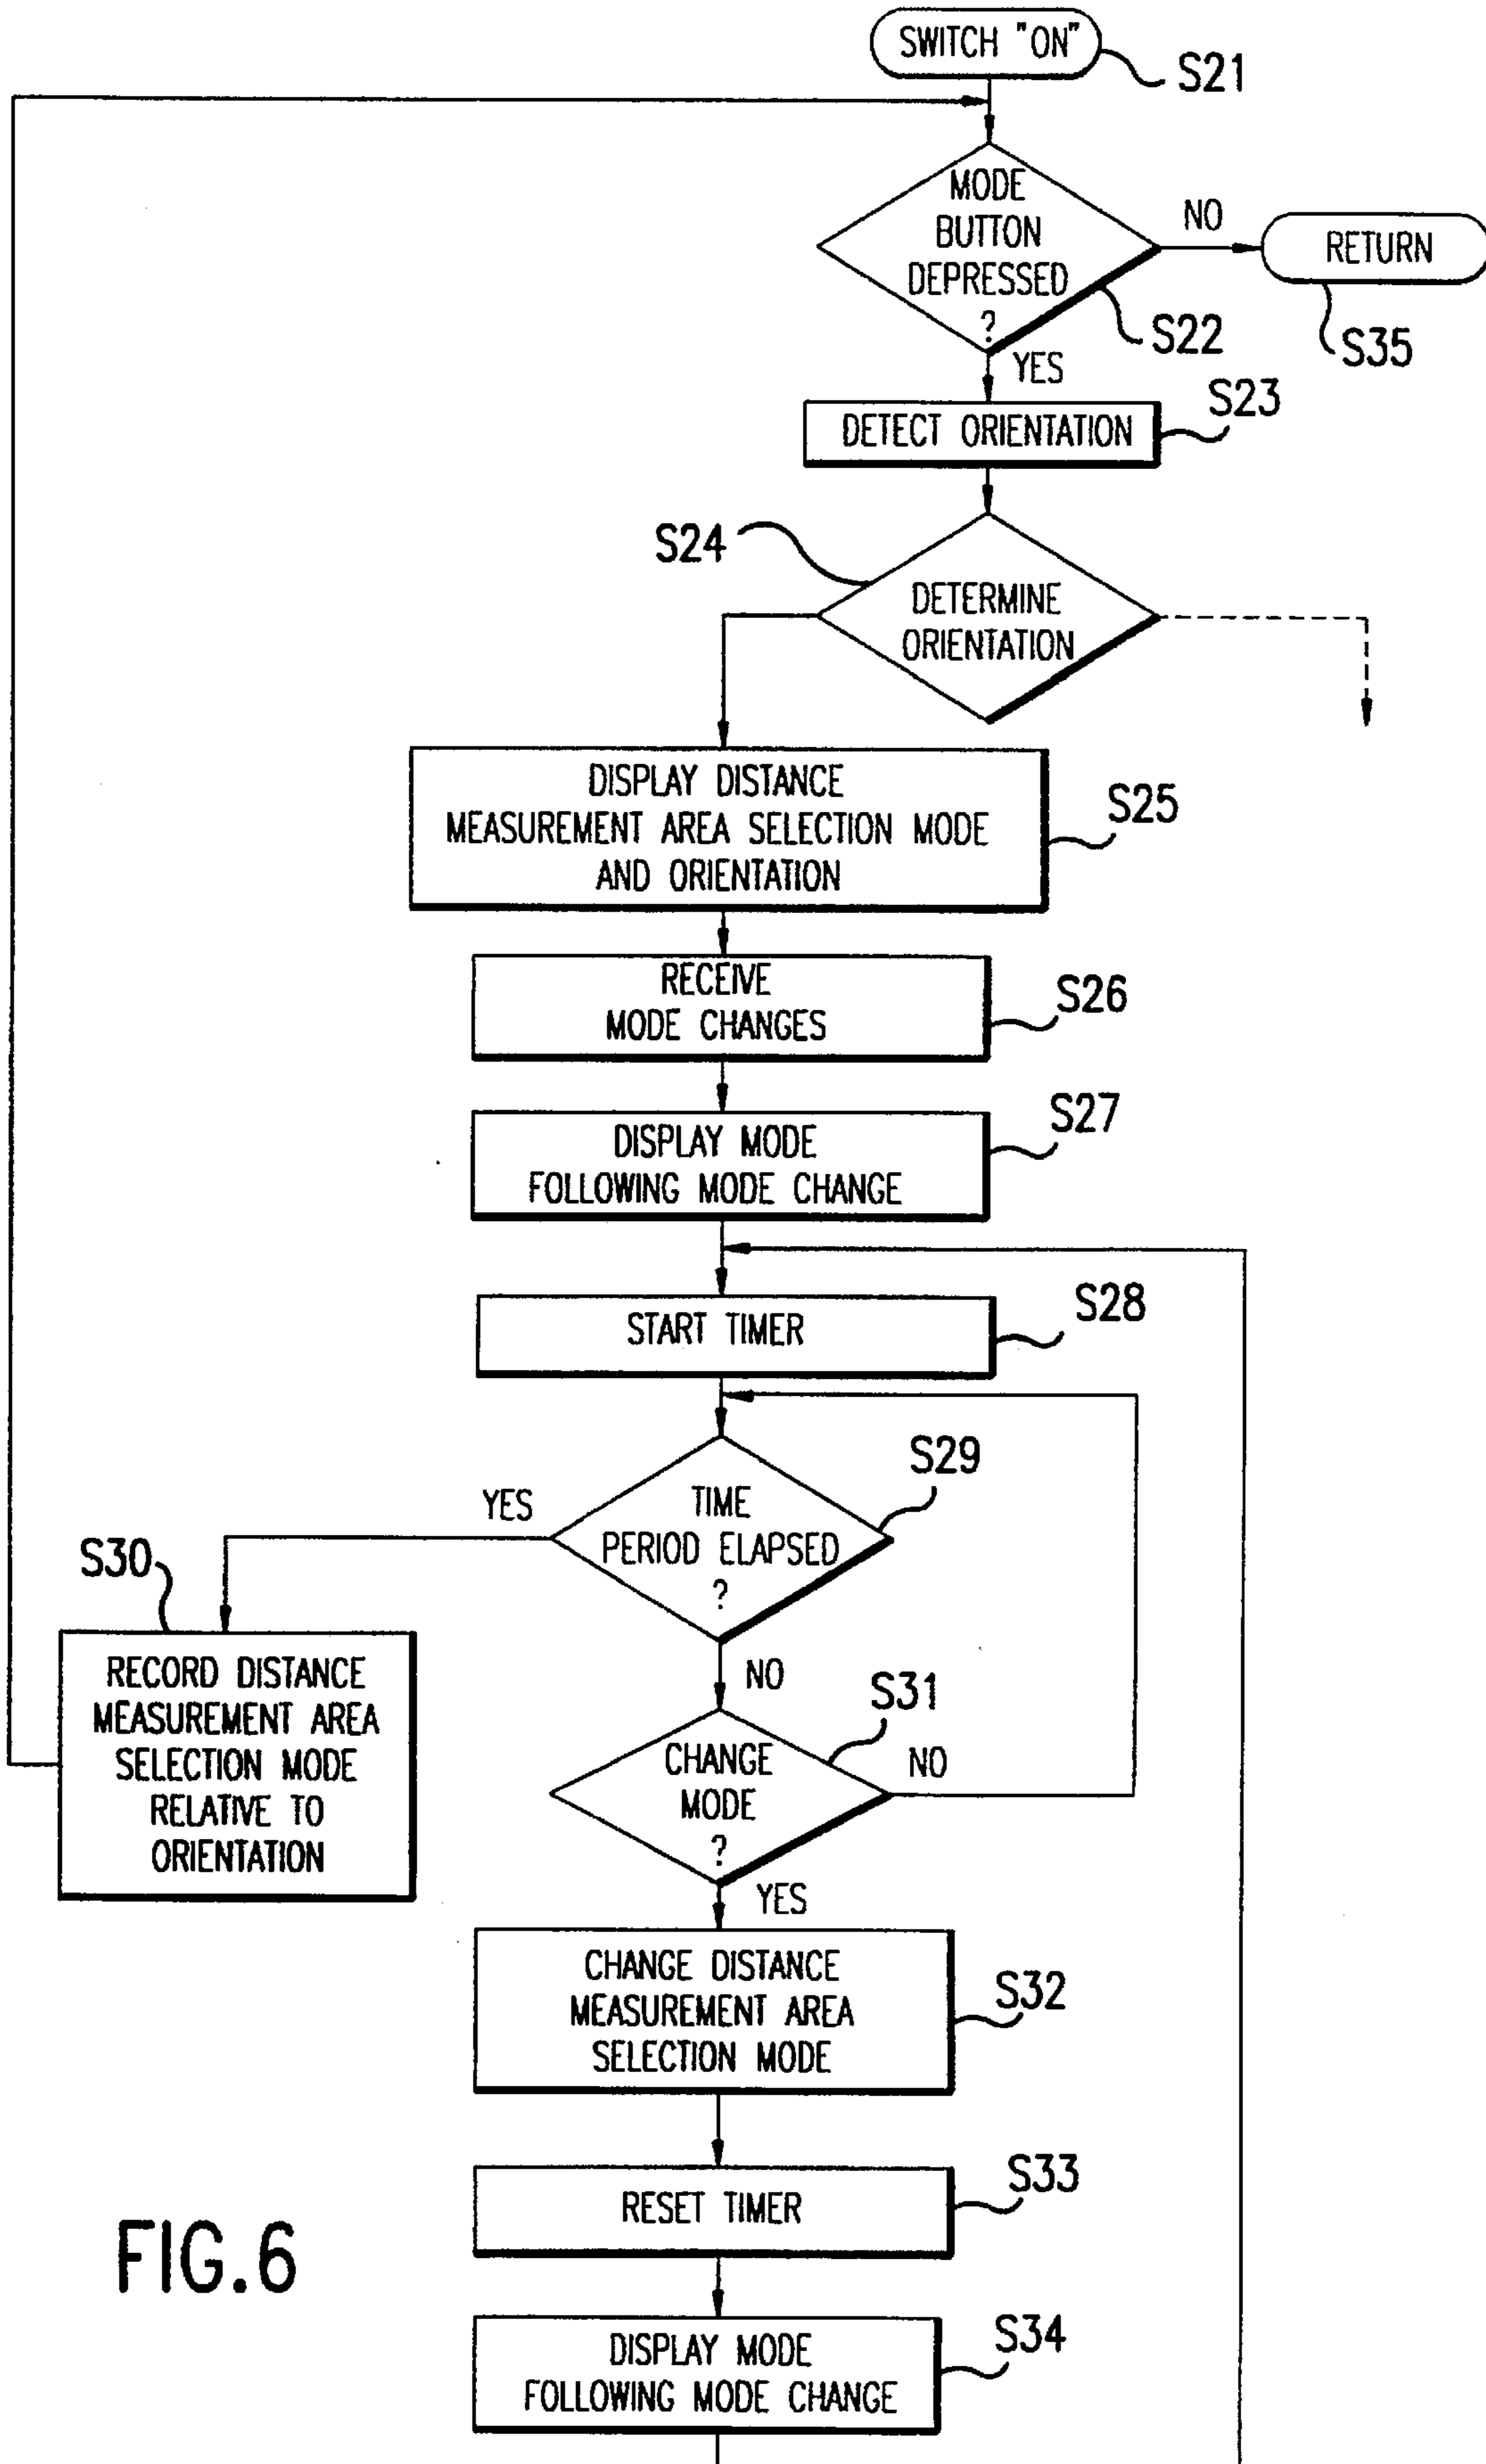 SWITCH "ON"
S21
MODE
BUTTON
DEPRESSED
?
NO
RETURN
S22
S35
YES
S23
DETECT ORIENTATION
S24
DETERMINE
ORIENTATION
DISPLAY DISTANCE
MEASUREMENT AREA SELECTION MODE
AND ORIENTATION
S25
RECEIVE
MODE CHANGES
S26
DISPLAY MODE
FOLLOWING MODE CHANGE
S27
START TIMER
S28
TIME
PERIOD ELAPSED
?
S29
YES
S30
RECORD DISTANCE
MEASUREMENT AREA
SELECTION MODE
RELATIVE TO
ORIENTATION
NO
S31
CHANGE
MODE
?
NO
YES
CHANGE DISTANCE
MEASUREMENT AREA
SELECTION MODE
S32
RESET TIMER
S33
DISPLAY MODE
FOLLOWING MODE CHANGE
S34
FIG.6